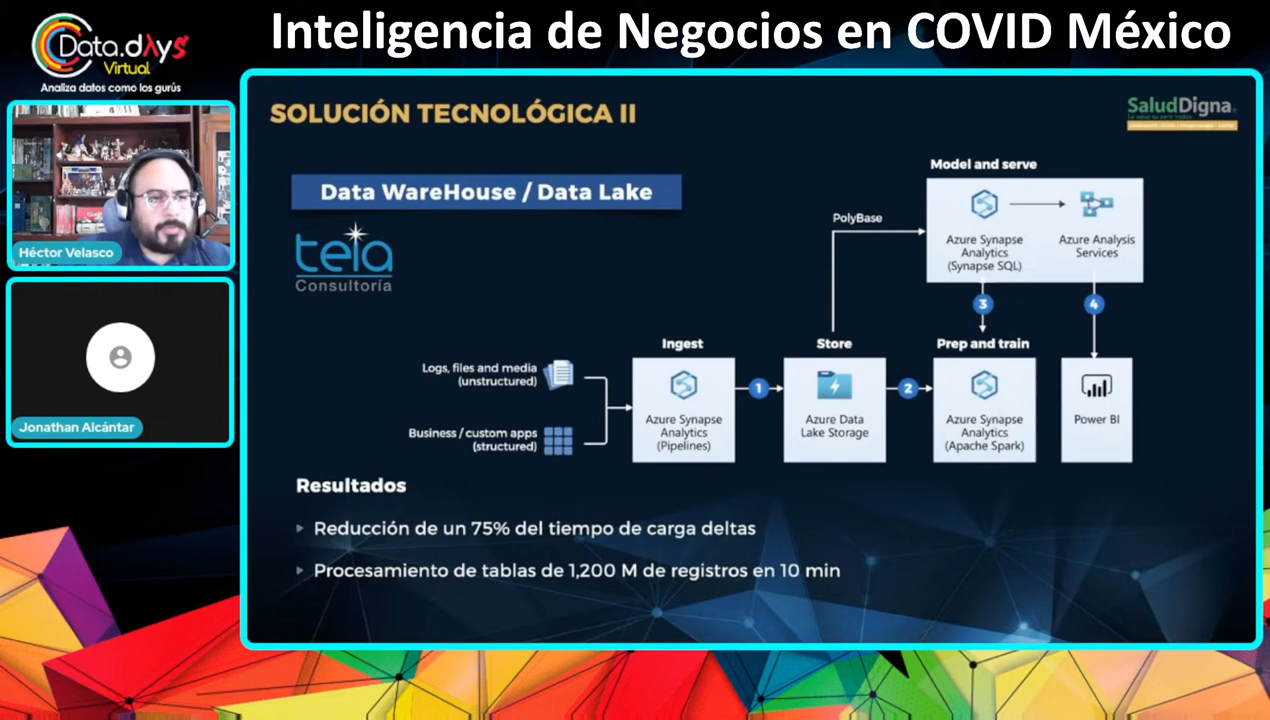 Inteligencia de Negocios en COVID México
Data.dAys
Virtual
Analiza datos como los gurús
Héctor Velasco
Jonathan Alcántar
SOLUCIÓN TECNOLÓGICA II
SaludDigna
Data WareHouse / Data Lake
teia
Consultoría
Model and serve
PolyBase
Azure Synapse
Analytics
(Synapse SQL)
Azure Analysis
Services
3
4
Ingest
Store
Prep and train
Logs, files and media
(unstructured)
Business / custom apps
(structured)
Azure Synapse
Analytics
(Pipelines)
1
Azure Data
Lake Storage
2
Azure Synapse
Analytics
(Apache Spark)
Power BI
Resultados
Reducción de un 75% del tiempo de carga deltas
Procesamiento de tablas de 1,200 M de registros en 10 min